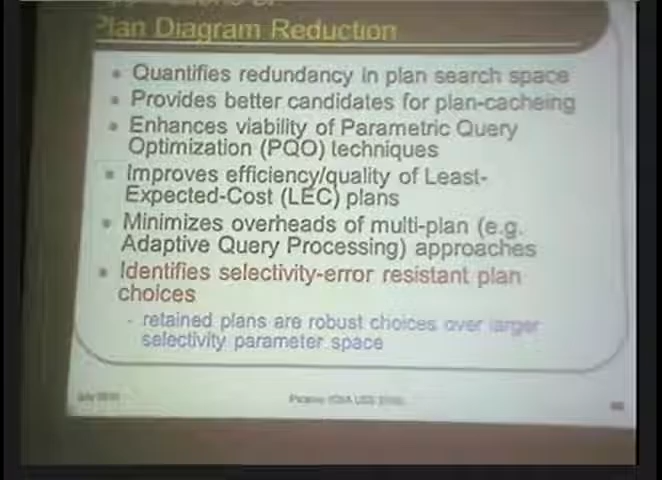 Plan Diagram Reduction
Quantifies redundancy in plan search space
Provides better candidates for plan-cacheing
Enhances viability of Parametric Query
Optimization (PQO) techniques
Improves efficiency/quality of Least-
Expected-Cost (LEC) plans
Minimizes overheads of multi-plan (e.g.
Adaptive Query Processing) approaches
Identifies selectivity-error resistant plan
choices
- retained plans are robust choices over larger
selectivity parameter space